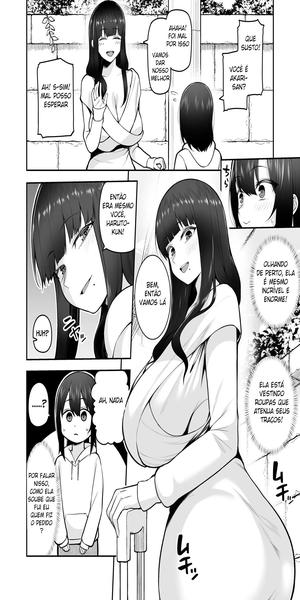 QUE
SUSTO!
VOCÊ É
AKARI-
SAN?
AHAHA!
FOI MAL
POR ISSO
VAMOS
DAR NOSSO
MELHOR
AH! S-SIM!
MAL POSSO
ESPERAR
OLHANDO
DE PERTO, ELA
É MESMO
INCRÍVEL E
ENORME!
ENTÃO
ERA MESMO
VOCÊ,
HARUTO-
KUN!
BEM,
ENTÃO
VAMOS LÁ
ELA ESTÁ
VESTINDO
ROUPAS QUE
ATENUA SEUS
TRAÇOS!
HUH?
AH, NADA
......?
POR FALAR
NISSO,
COMO ELA
SOUBE QUE
FUI EU
QUEM FIZ
O PEDIDO
?